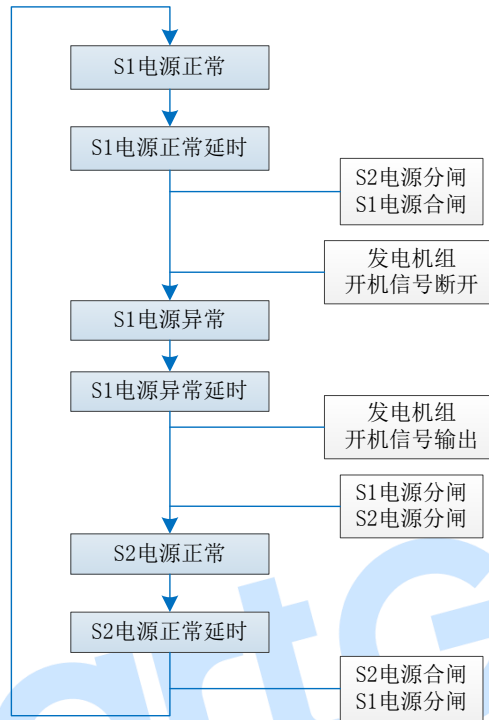 S1电源正常
S1电源正常延时
S2电源分闸
S1电源合闸
发电机组
开机信号断开
S1电源异常
S1电源异常延时
发电机组
开机信号输出
S1电源分闸
S2电源分闸
S2电源正常
S2电源正常延时
S2电源合闸
S1电源分闸